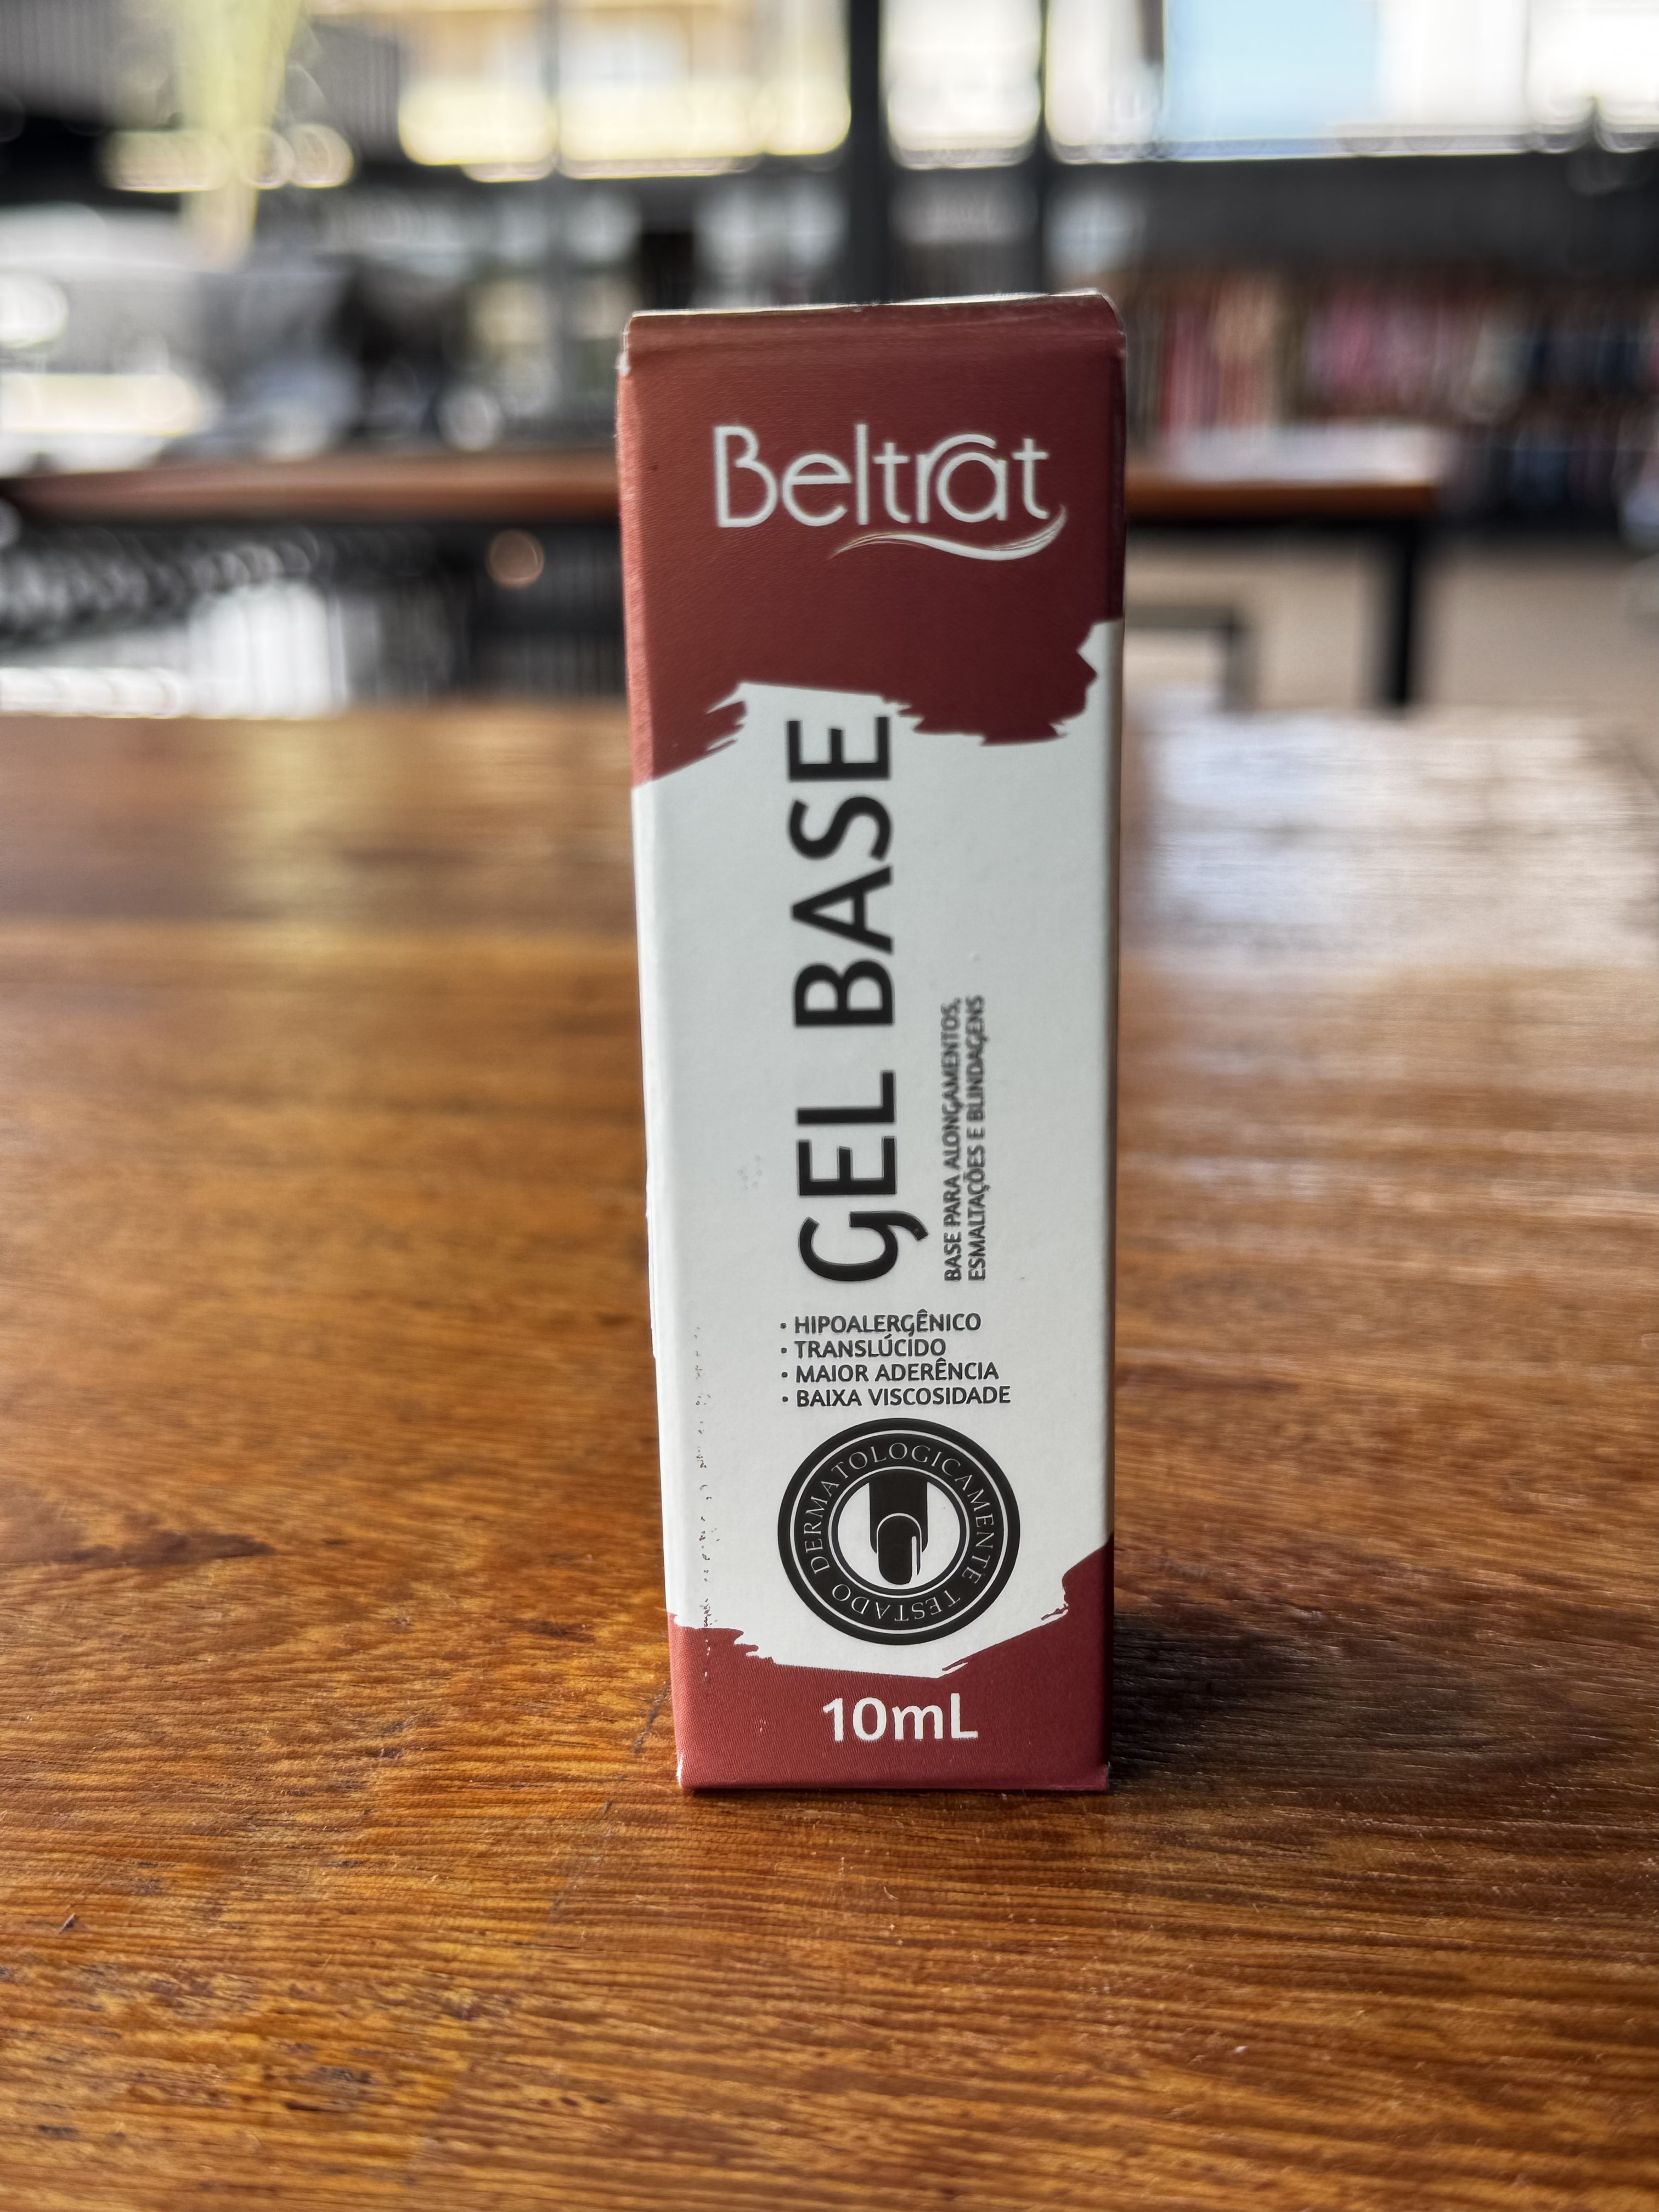 Beltrat
GEL BASE
BASE PARA ALONGAMENTOS,
ESMALTAÇÕES E BLINDAGENS
• HIPOALERGÊNICO
• TRANSLÚCIDO
• MAIOR ADERÊNCIA
• BAIXA VISCOSIDADE
TESTADO DERMATOLOGICAMENTE
10mL